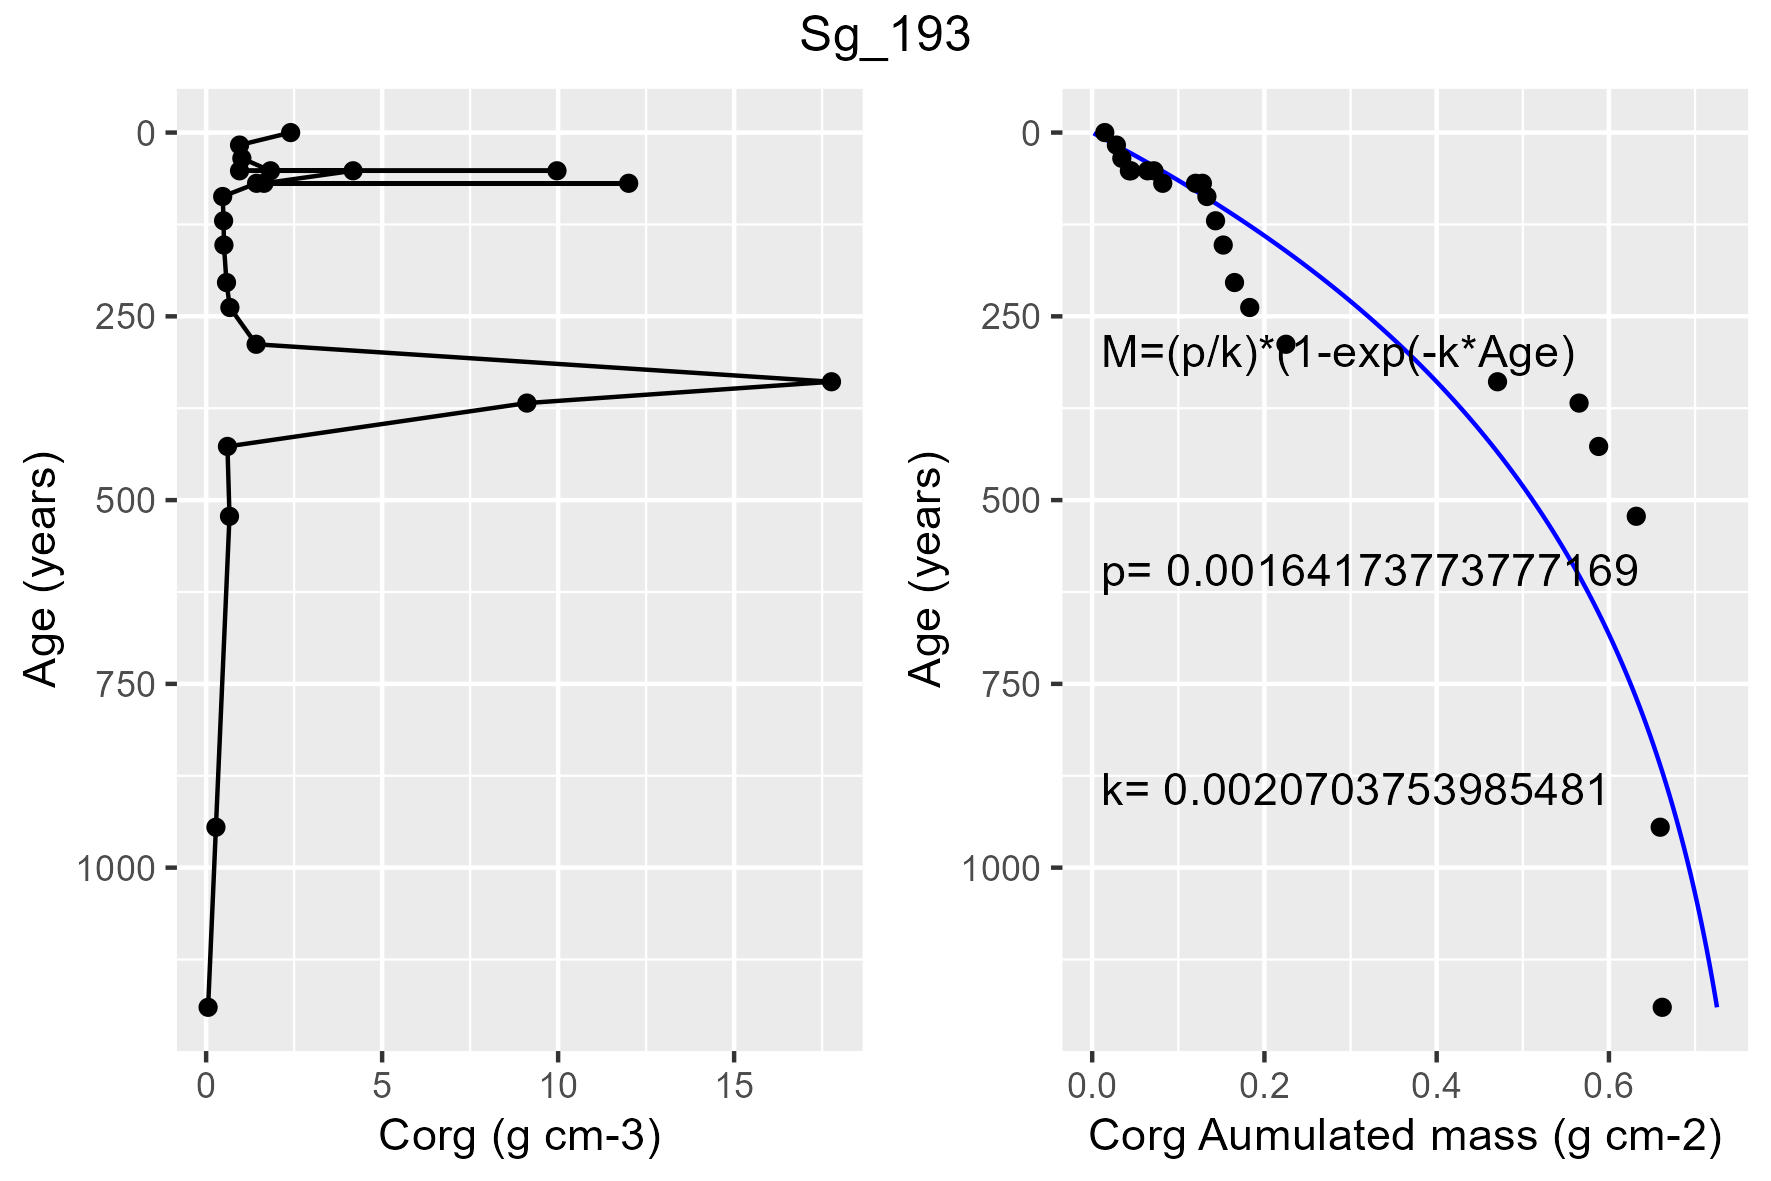 Sg_193
0
250
500
750
1000
Age (years)
0
5
10
15
Corg (g cm-3)
0
250
500
750
1000
Age (years)
M=(p/k)*(1-exp(-k*Age)
p= 0.00164173773777169
k= 0.0020703753985481
0.0
0.2
0.4
0.6
Corg Aumulated mass (g cm-2)